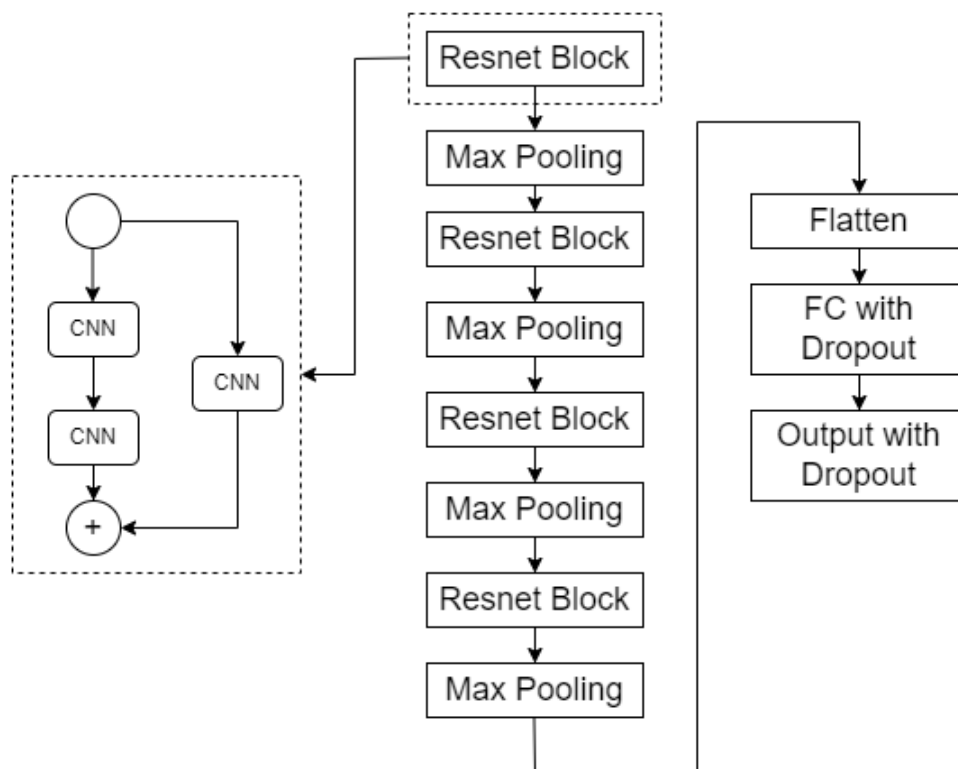 Resnet Block
Max Pooling
Resnet Block
Max Pooling
Resnet Block
Max Pooling
Resnet Block
Max Pooling
CNN
CNN
CNN
+
Flatten
FC with
Dropout
Output with
Dropout